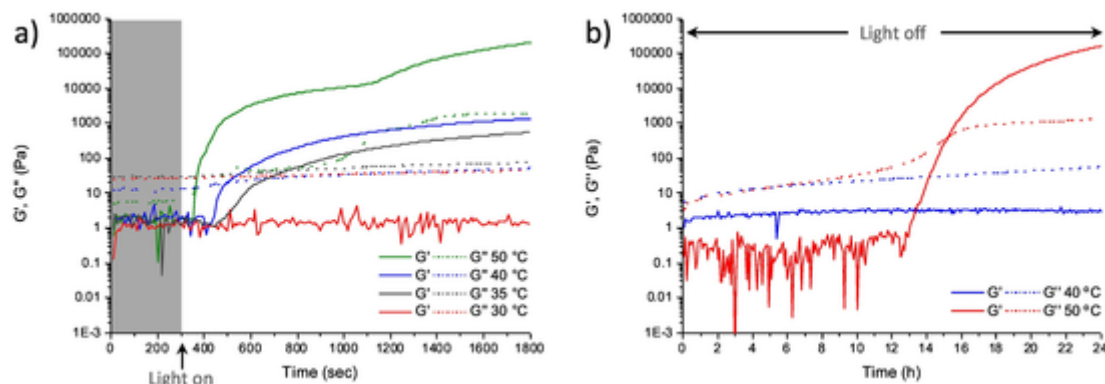 a)
G', G'' (Pa)
1000000
100000
10000
1000
100
10
1
0.1
0.01
1E-3
G' G'' 50 °C
G' G'' 40 °C
G' G'' 35 °C
G' G'' 30 °C
0 200 400 600 800 1000 1200 1400 1600 1800
Time (sec)
Light on
b)
Light off
G', G'' (Pa)
1000000
100000
10000
1000
100
10
1
0.1
0.01
1E-3
G' G'' 40 °C
G' G'' 50 °C
0 2 4 6 8 10 12 14 16 18 20 22 24
Time (h)